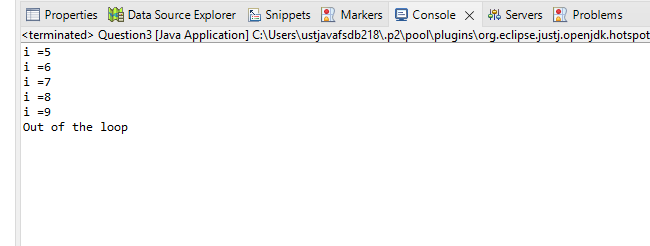 Properties Data Source Explorer Snippets Markers Console Servers Problems
<terminated> Question3 [Java Application] C:\Users\ustjavafsdb218\.p2\pool\plugins\org.eclipse.justj.openjdk.hotspot
i =5
i =6
i =7
i =8
i =9
Out of the loop